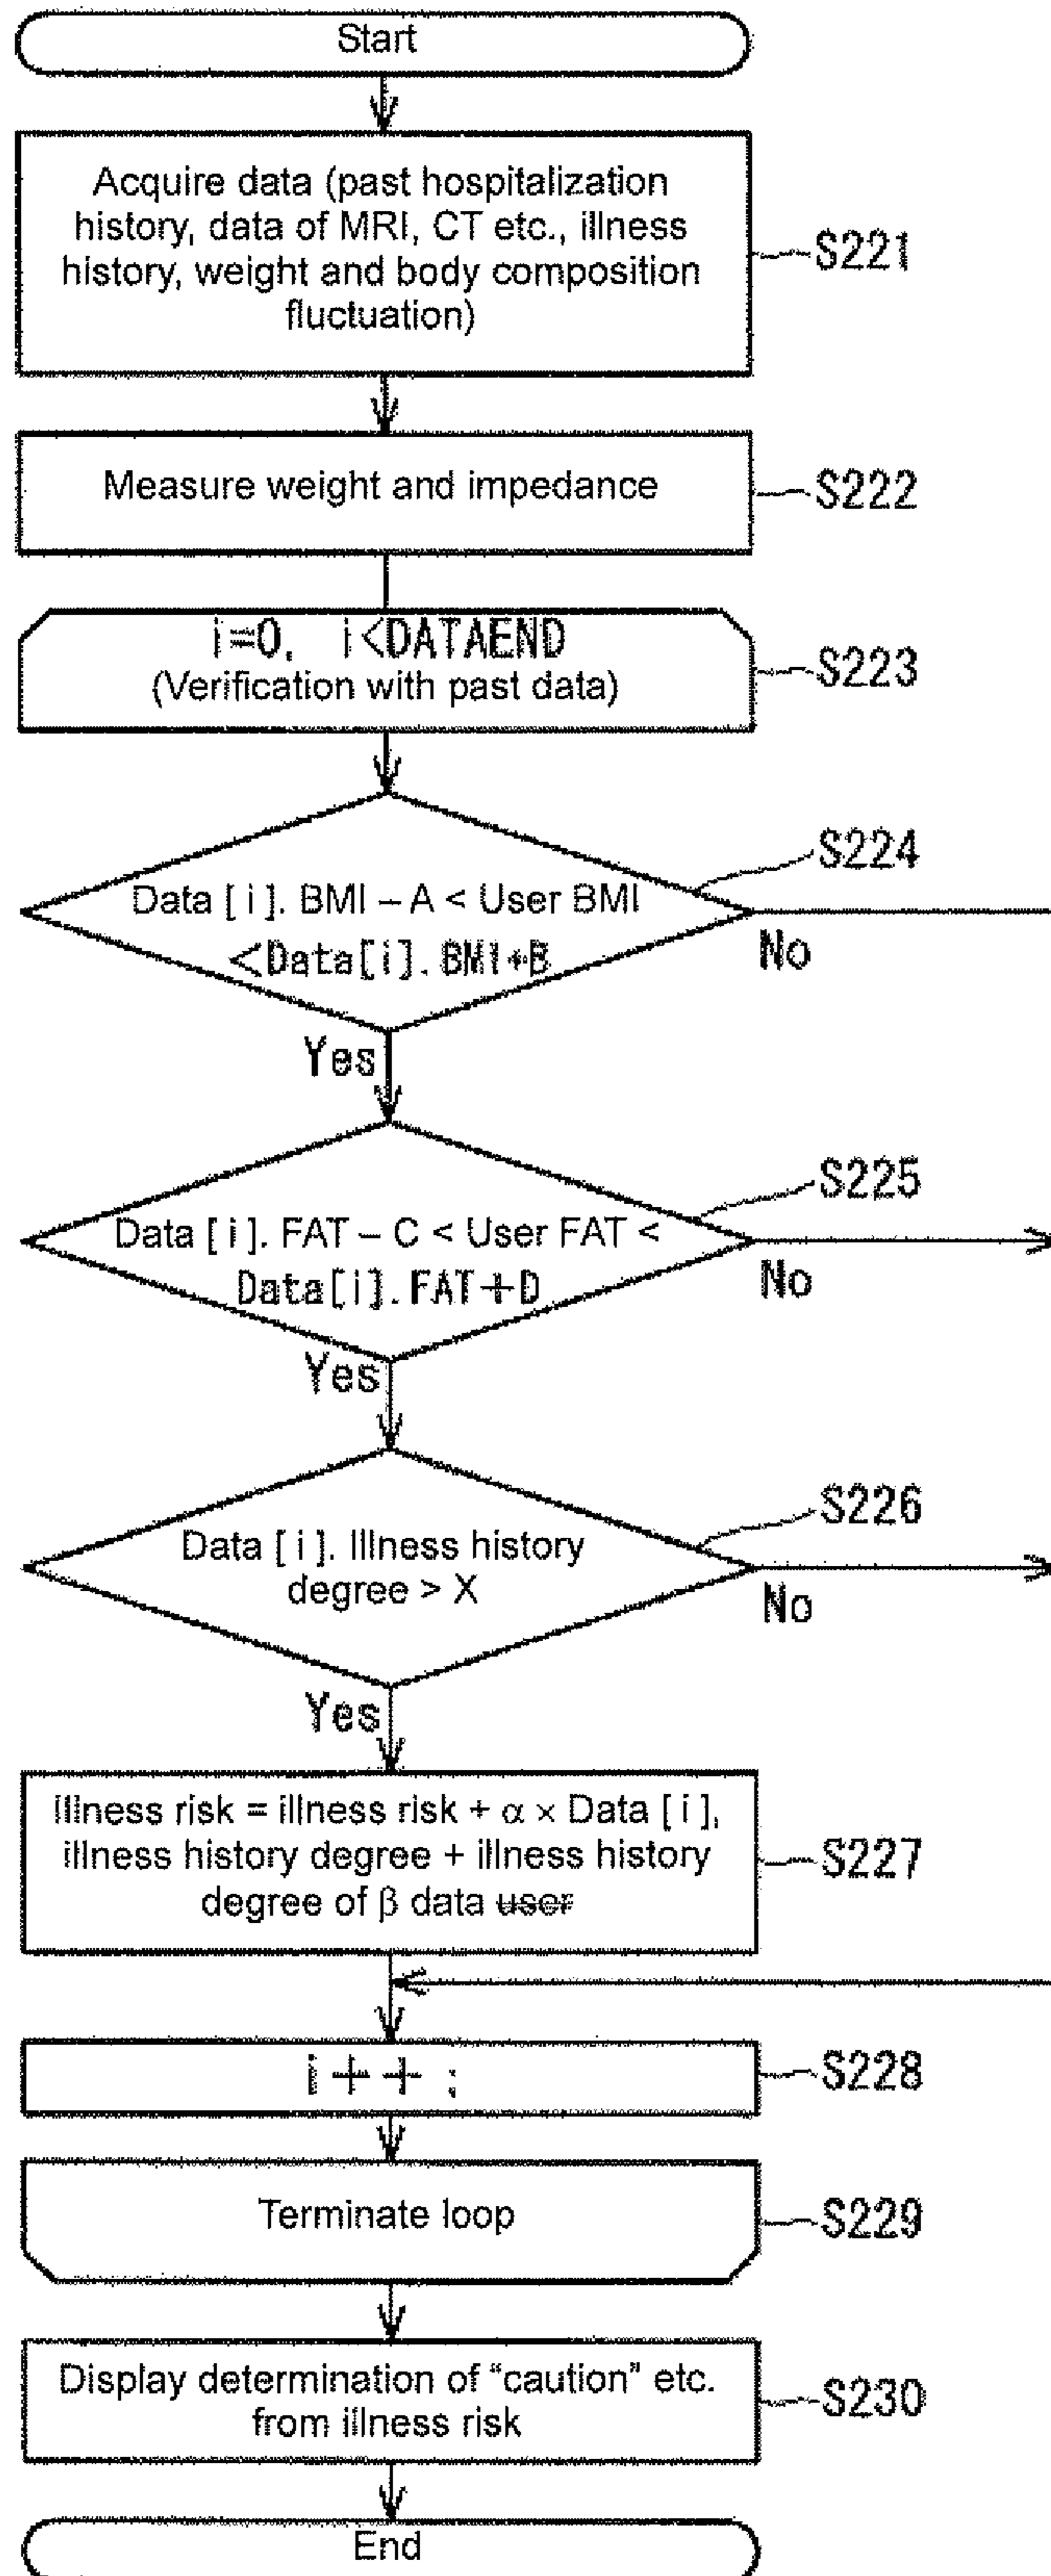 Start
Acquire data (past hospitalization
history, data of MRI, CT etc., illness
history, weight and body composition
fluctuation)
S221
Measure weight and impedance
S222
i=0, i<DATAEND
(Verification with past data)
S223
S224
Data [ i ]. BMI – A < User BMI
<Data[i]. BMI+B
No
Yes
S225
Data [ i ]. FAT – C < User FAT <
Data[i]. FAT+D
No
Yes
S226
Data [ i ]. Illness history
degree > X
No
Yes
Illness risk = illness risk + α × Data [ i ],
illness history degree + illness history
degree of β data user
S227
i++ ;
S228
Terminate loop
S229
Display determination of “caution” etc.
from illness risk
S230
End